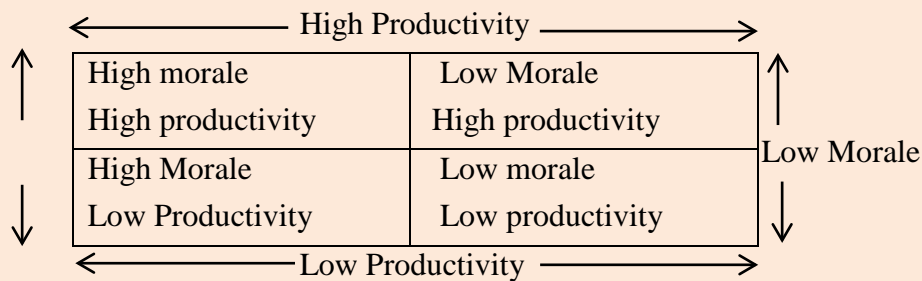 High Productivity
High morale
High productivity
Low Morale
High productivity
High Morale
Low Productivity
Low morale
Low productivity
Low Morale
Low Productivity